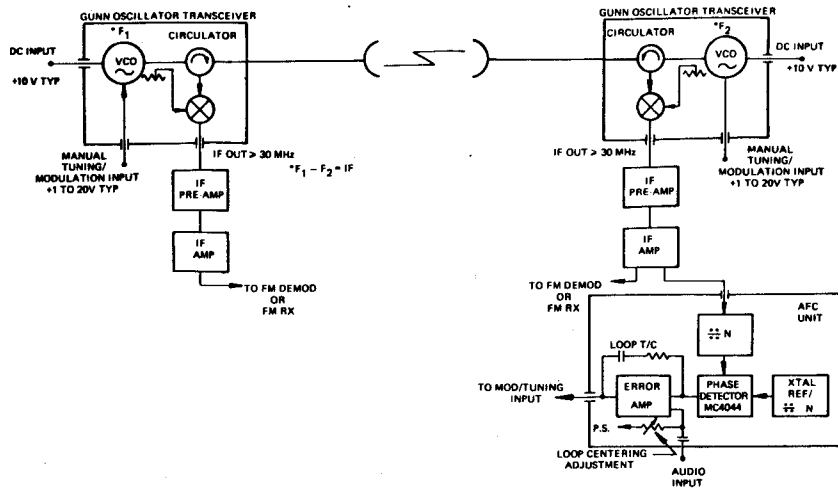 GUNN OSCILLATOR TRANSCEIVER
*F1
CIRCULATOR
DC INPUT
VCO
+10 V TYP
MANUAL
TUNING/
MODULATION INPUT
+1 TO 20V TYP
IF OUT > 30 MHz
*F1 - F2 = IF
IF
PRE-AMP
IF
AMP
TO FM DEMOD
OR
FM RX
GUNN OSCILLATOR TRANSCEIVER
CIRCULATOR
*F2
VCO
DC INPUT
+10 V TYP
IF OUT > 30 MHz
MANUAL
TUNING/
MODULATION INPUT
+1 TO 20V TYP
IF
PRE-AMP
IF
AMP
TO FM DEMOD
OR
FM RX
AFC
UNIT
÷ N
LOOP T/C
TO MOD/TUNING
INPUT
ERROR
AMP
PHASE
DETECTOR
MC4044
XTAL
REF/
÷ N
P.S.
LOOP CENTERING
ADJUSTMENT
AUDIO
INPUT